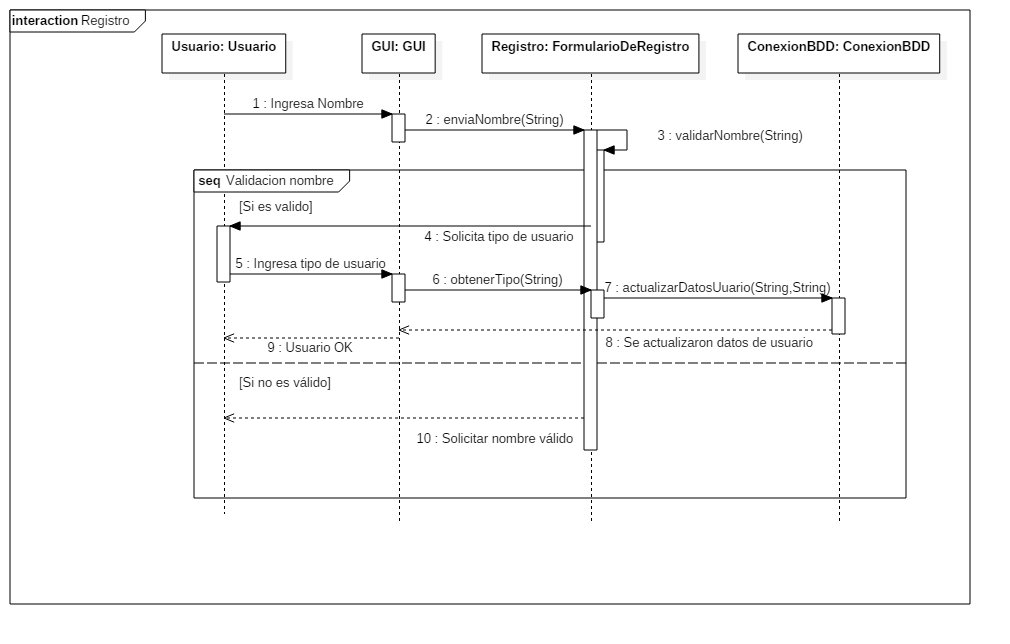 interaction Registro
Usuario: Usuario
GUI: GUI
Registro: FormularioDeRegistro
ConexionBDD: ConexionBDD
1 : Ingresa Nombre
2 : enviaNombre(String)
3 : validarNombre(String)
seq Validacion nombre
[Si es valido]
4 : Solicita tipo de usuario
5 : Ingresa tipo de usuario
6 : obtenerTipo(String)
7 : actualizarDatosUuario(String,String)
8 : Se actualizaron datos de usuario
9 : Usuario OK
[Si no es válido]
10 : Solicitar nombre válido